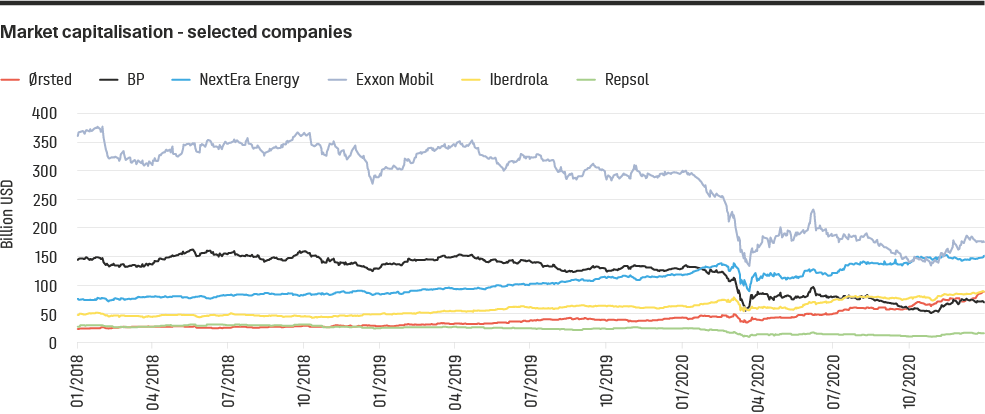 Market capitalisation - selected companies
Ørsted BP NextEra Energy Exxon Mobil Iberdrola Repsol
Billion USD
400
350
300
250
200
150
100
50
0
01/2018 04/2018 07/2018 10/2018 01/2019 04/2019 07/2019 10/2019 01/2020 04/2020 07/2020 10/2020